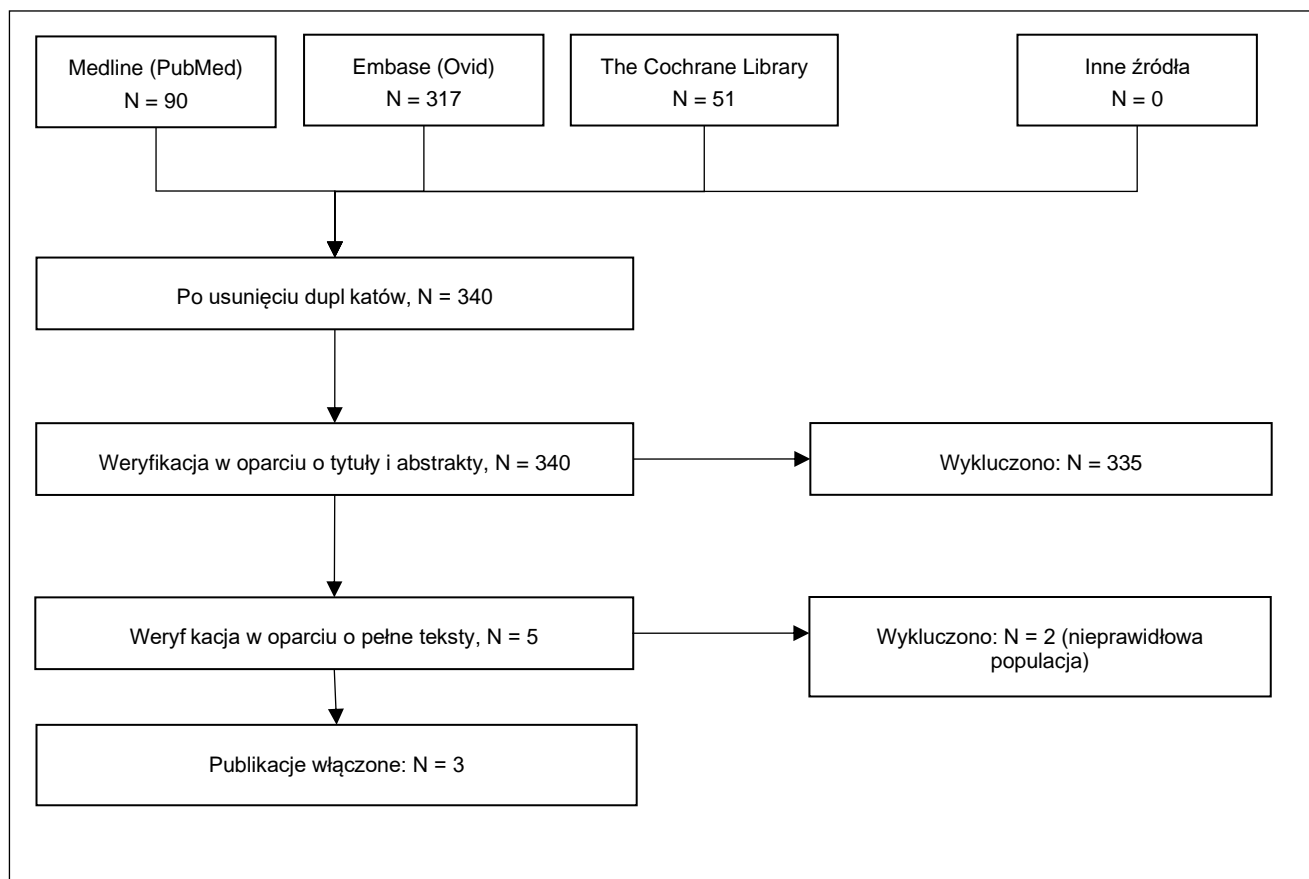 Medline (PubMed)
N = 90
Embase (Ovid)
N = 317
The Cochrane Library
N = 51
Inne źródła
N = 0
Po usunięciu dupl katów, N = 340
Weryfikacja w oparciu o tytuły i abstrakty, N = 340
Wykluczono: N = 335
Weryf kacja w oparciu o pełne teksty, N = 5
Wykluczono: N = 2 (nieprawidłowa
populacja)
Publikacje włączone: N = 3